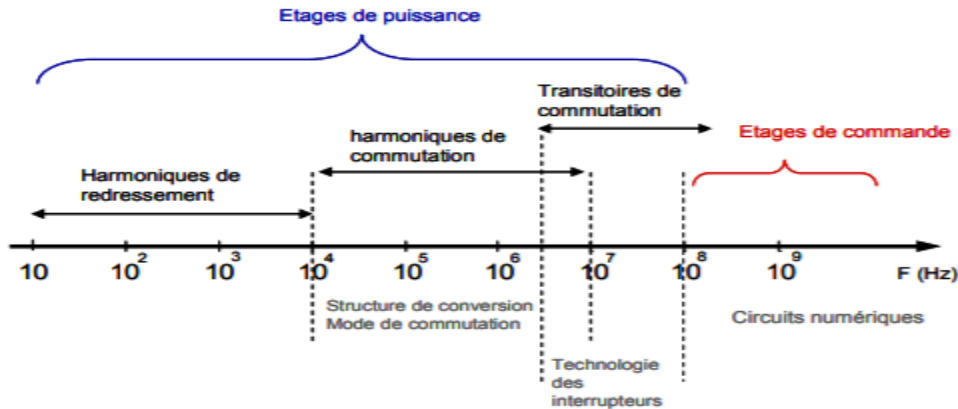 Etages de puissance
Transitoires de
commutation
harmoniques de
commutation
Etages de commande
Harmoniques de
redressement
10 10² 10³ 10⁴ 10⁵ 10⁶ 10⁷ 10⁸ 10⁹ F (Hz)
Structure de conversion
Mode de commutation
Circuits numériques
Technologie
des
interrupteurs